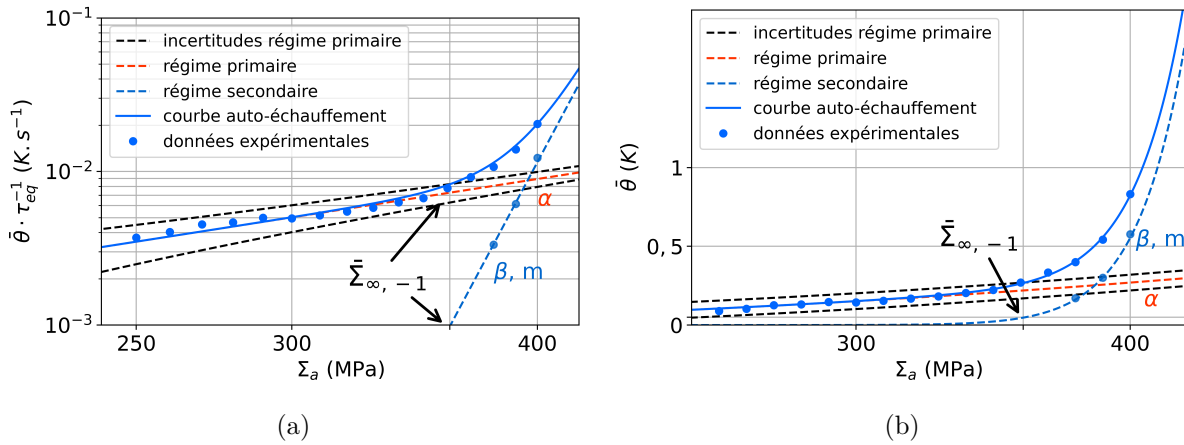 10⁻¹
10⁻²
10⁻³
θ̄ · τ_eq⁻¹ (K. s⁻¹)
incertitudes régime primaire
régime primaire
régime secondaire
courbe auto-échauffement
données expérimentales
α
β, m
Σ̄∞, −1
250
300
400
Σₐ (MPa)
(a)
1
0, 5
0
θ̄ (K)
incertitudes régime primaire
régime primaire
régime secondaire
courbe auto-échauffement
données expérimentales
Σ̄∞, −1
β, m
α
300
400
Σₐ (MPa)
(b)